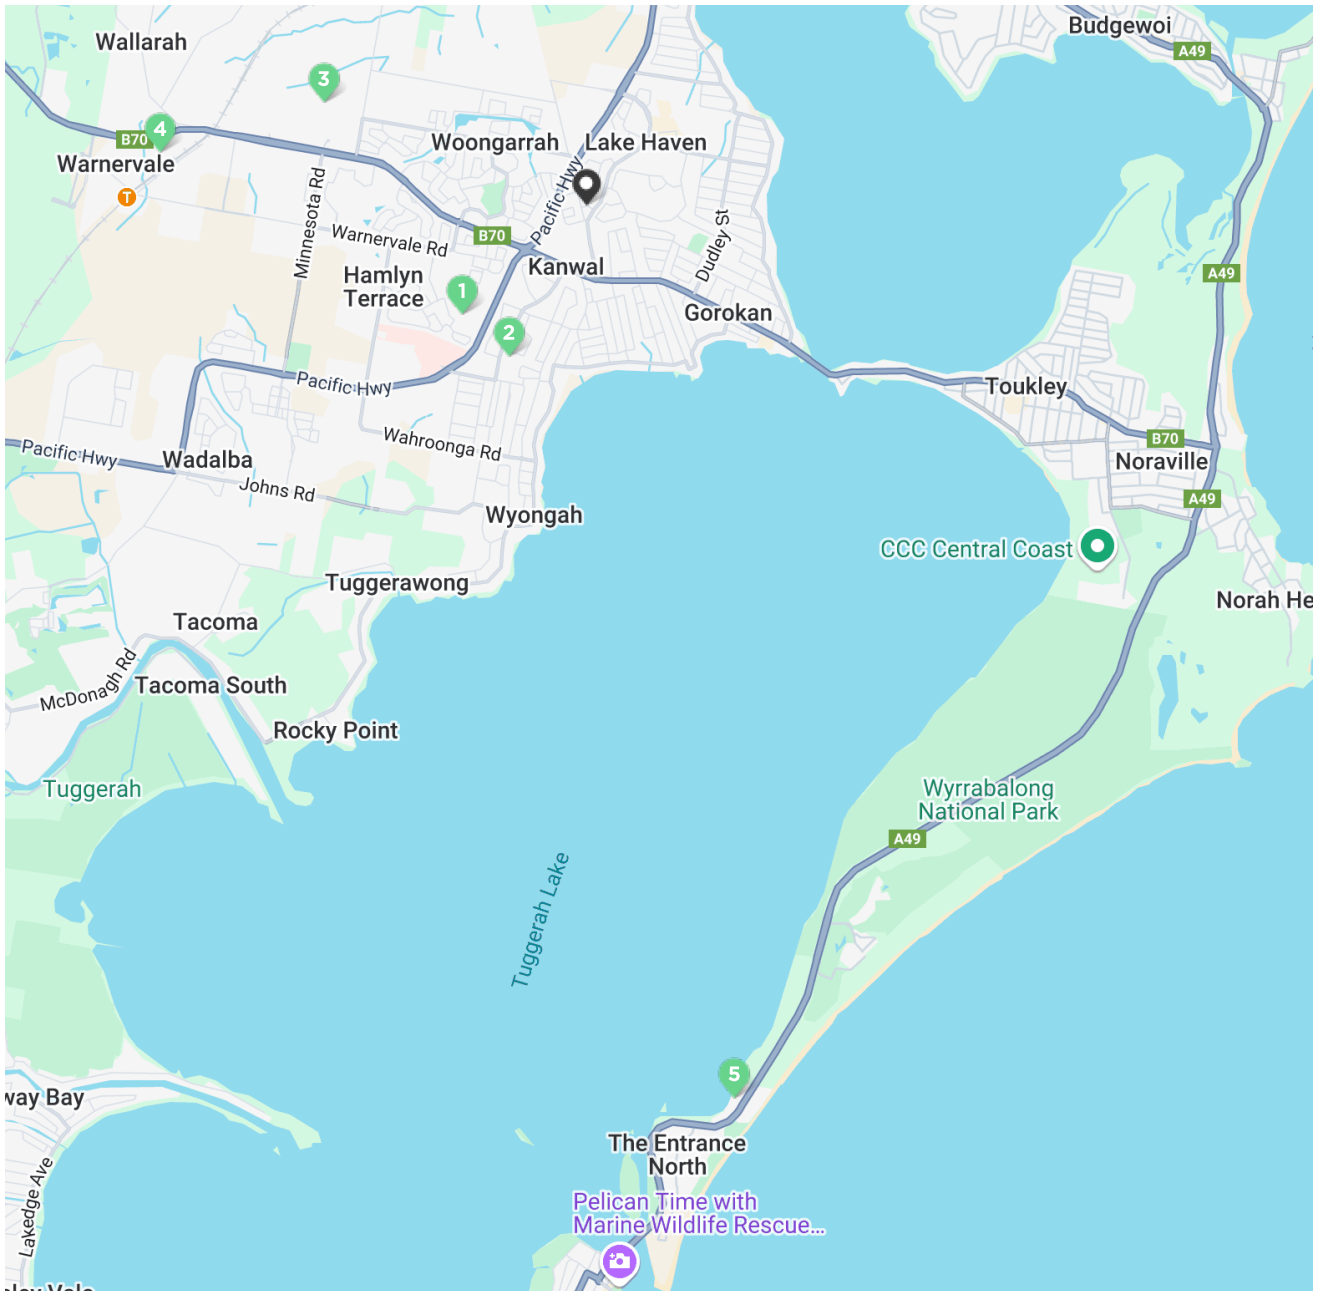 Budgewoi
Wallarah
A49
3
4
B70
Warnervale
Woongarrah
Lake Haven
Pacific Hwy
T
Minnesota Rd
Warnervale Rd
B70
Dudley St
Kanwal
A49
Hamlyn
Terrace
1
2
Gorokan
Pacific Hwy
Toukley
Wahroonga Rd
B70
Pacific Hwy
Wadalba
Noraville
Johns Rd
A49
Wyongah
CCC Central Coast
Tuggerawong
Norah He
Tacoma
McDonagh Rd
Tacoma South
Rocky Point
Tuggerah
Wyrrabalong
National Park
A49
Tuggerah Lake
5
way Bay
The Entrance
North
Lakedge Ave
Pelican Time with
Marine Wildlife Rescue...